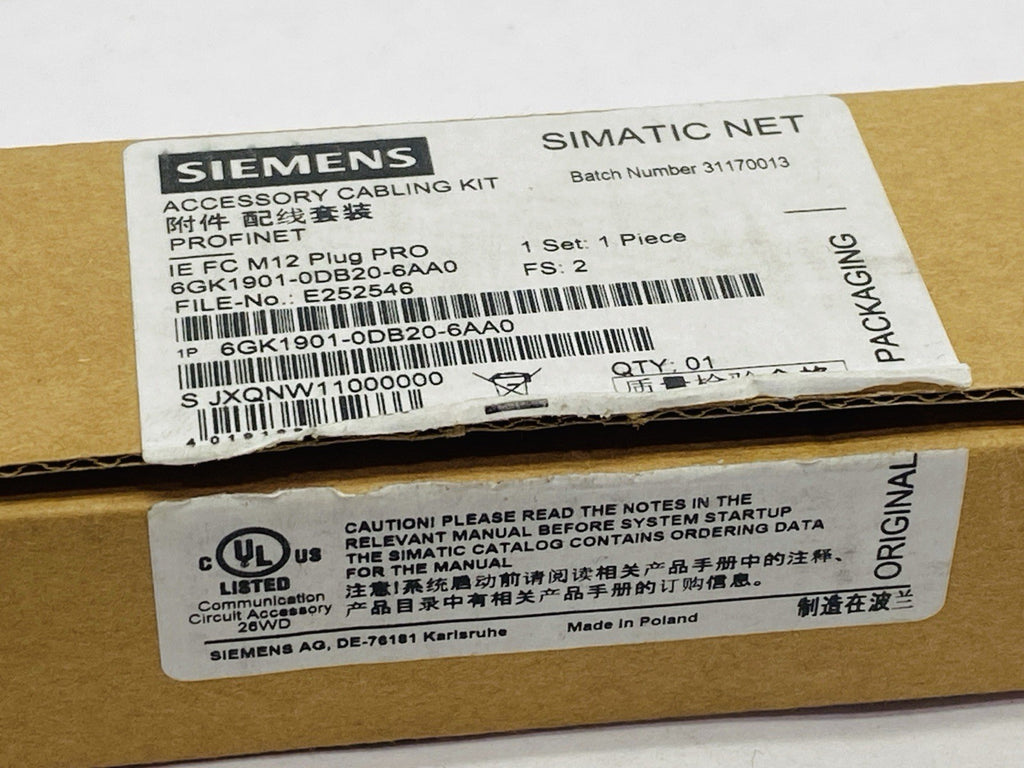 SIEMENS
SIMATIC NET
ACCESSORY CABLING KIT
Batch Number 31170013
附件 配线套装
PROFINET
IE FC M12 Plug PRO
1 Set: 1 Piece
6GK1901-0DB20-6AA0
FS: 2
FILE-No.: E252546
1P 6GK1901-0DB20-6AA0
S JXQNW11000000
QTY: 01
ORIGINAL PACKAGING
C UL US
LISTED
Communication
Circuit Accessory
26WD
CAUTION! PLEASE READ THE NOTES IN THE
RELEVANT MANUAL BEFORE SYSTEM STARTUP
THE SIMATIC CATALOG CONTAINS ORDERING DATA
FOR THE MANUAL
注意!系统启动前请阅读相关产品手册中的注释、
产品目录中有相关产品手册的订购信息。
SIEMENS AG, DE-76181 Karlsruhe
Made in Poland
制造在波兰